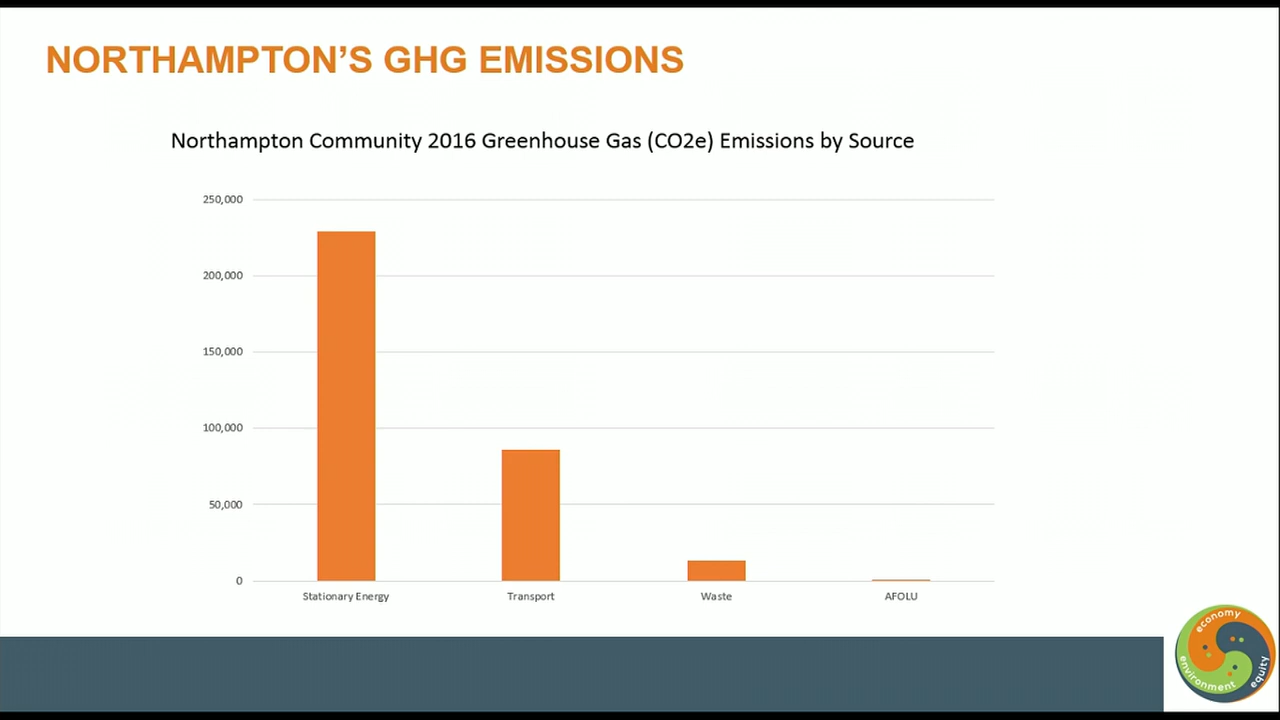 NORTHAMPTON’S GHG EMISSIONS
Northampton Community 2016 Greenhouse Gas (CO2e) Emissions by Source
250,000
200,000
150,000
100,000
50,000
0
Stationary Energy
Transport
Waste
AFOLU
economy
environment
equity